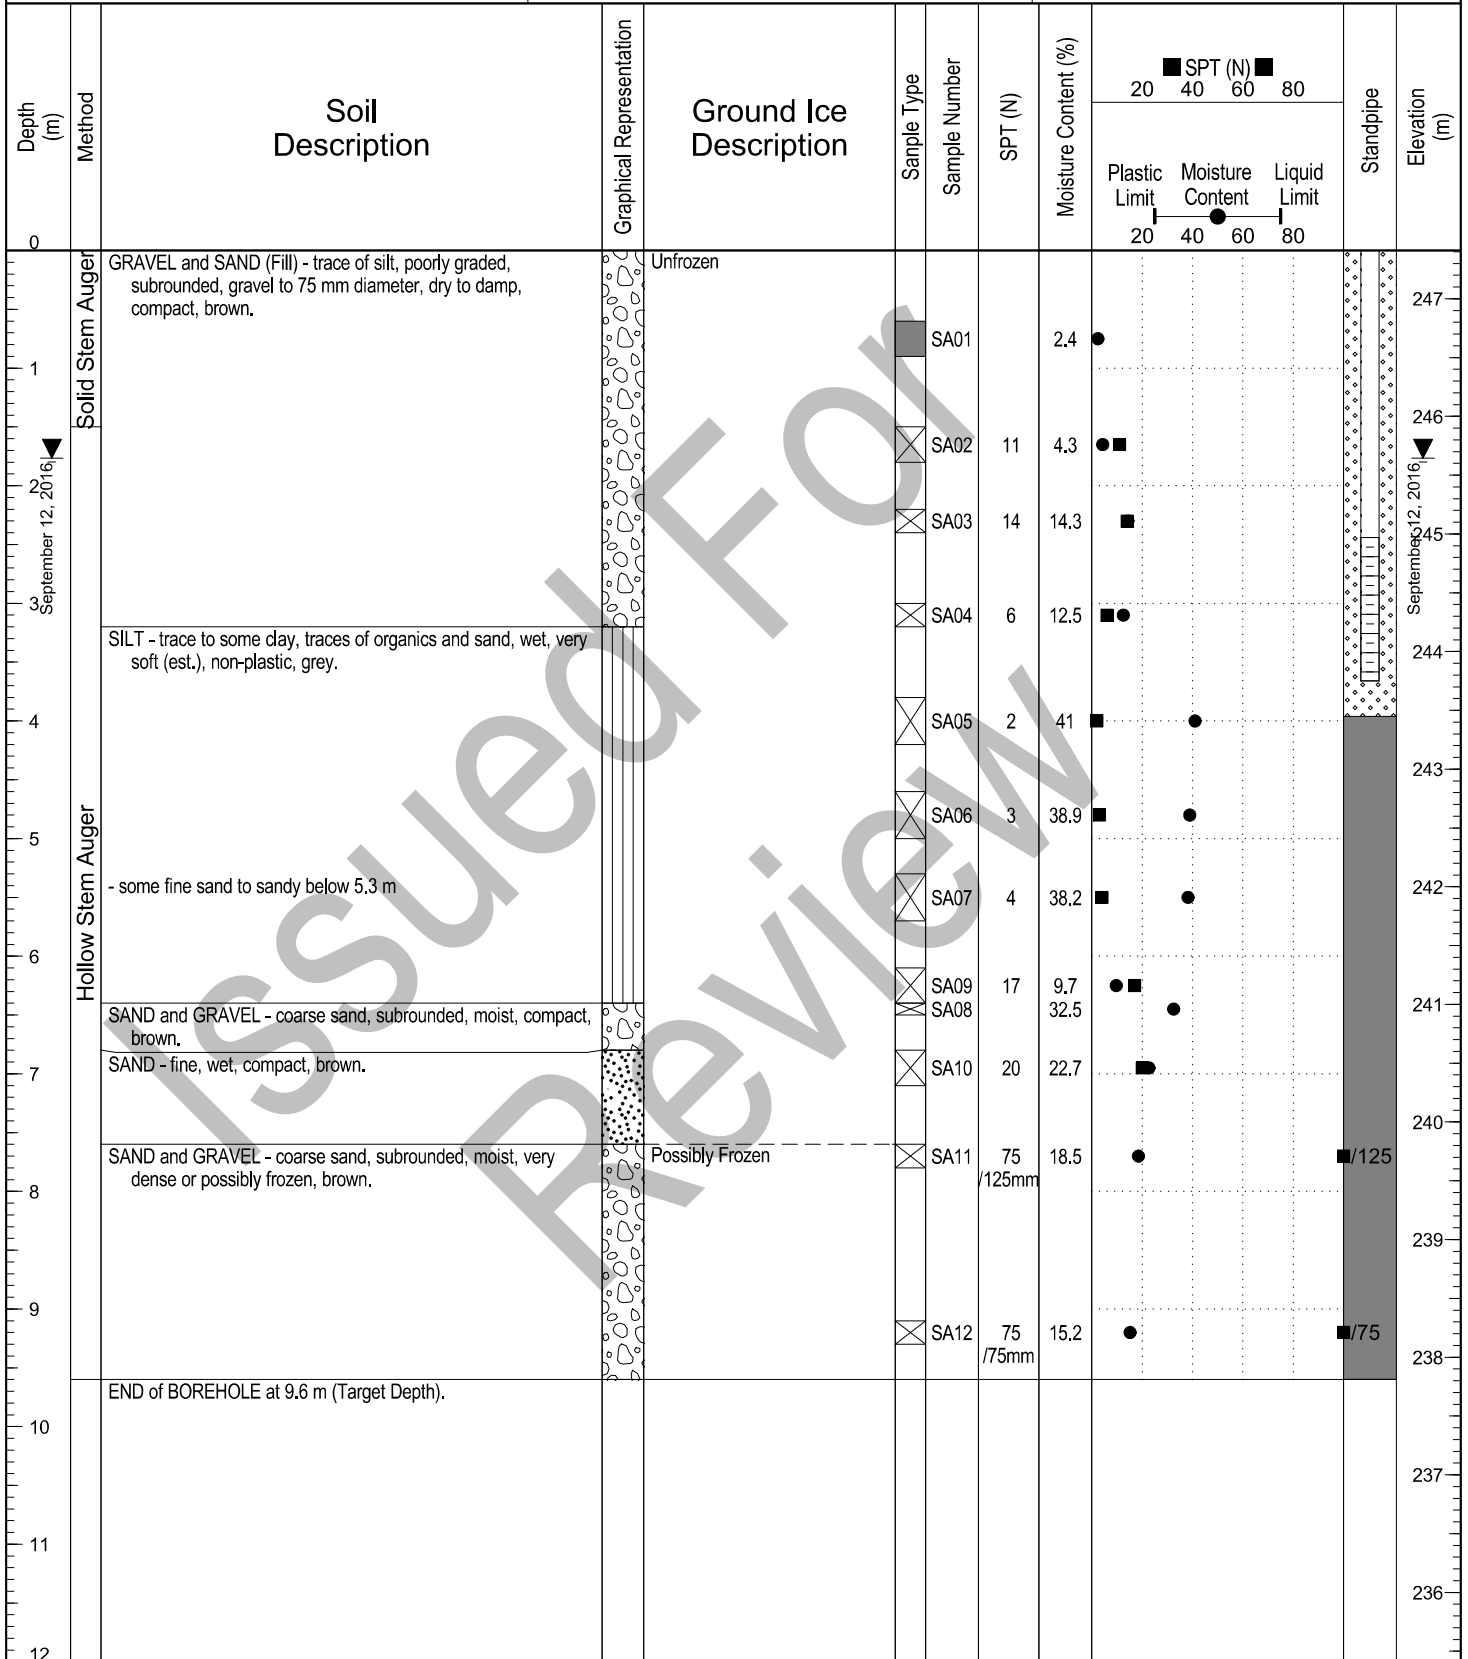 Depth
(m)
Method
Soil
Description
Graphical Representation
Ground Ice
Description
Sanple Type
Sample Number
SPT (N)
Moisture Content (%)
SPT (N)
20 40 60 80
Plastic Moisture Liquid
Limit Content Limit
20 40 60 80
Standpipe
Elevation
(m)
0
Solid Stem Auger
GRAVEL and SAND (Fill) - trace of silt, poorly graded,
subrounded, gravel to 75 mm diameter, dry to damp,
compact, brown.
Unfrozen
247
SA01 2.4
1
246
SA02 11 4.3
2
September 12, 2016
September 12, 2016
SA03 14 14.3
245
3
SA04 6 12.5
SILT - trace to some clay, traces of organics and sand, wet, very
soft (est.), non-plastic, grey.
244
4
SA05 2 41
243
Hollow Stem Auger
SA06 3 38.9
5
- some fine sand to sandy below 5.3 m
242
SA07 4 38.2
6
SA09 17 9.7
SA08 32.5
241
SAND and GRAVEL - coarse sand, subrounded, moist, compact,
brown.
SAND - fine, wet, compact, brown.
SA10 20 22.7
7
240
SAND and GRAVEL - coarse sand, subrounded, moist, very
dense or possibly frozen, brown.
Possibly Frozen
SA11 75 18.5
/125mm
/125
8
239
9
SA12 75 15.2
/75mm
/75
238
END of BOREHOLE at 9.6 m (Target Depth).
10
237
11
236
12
Issued For
Review